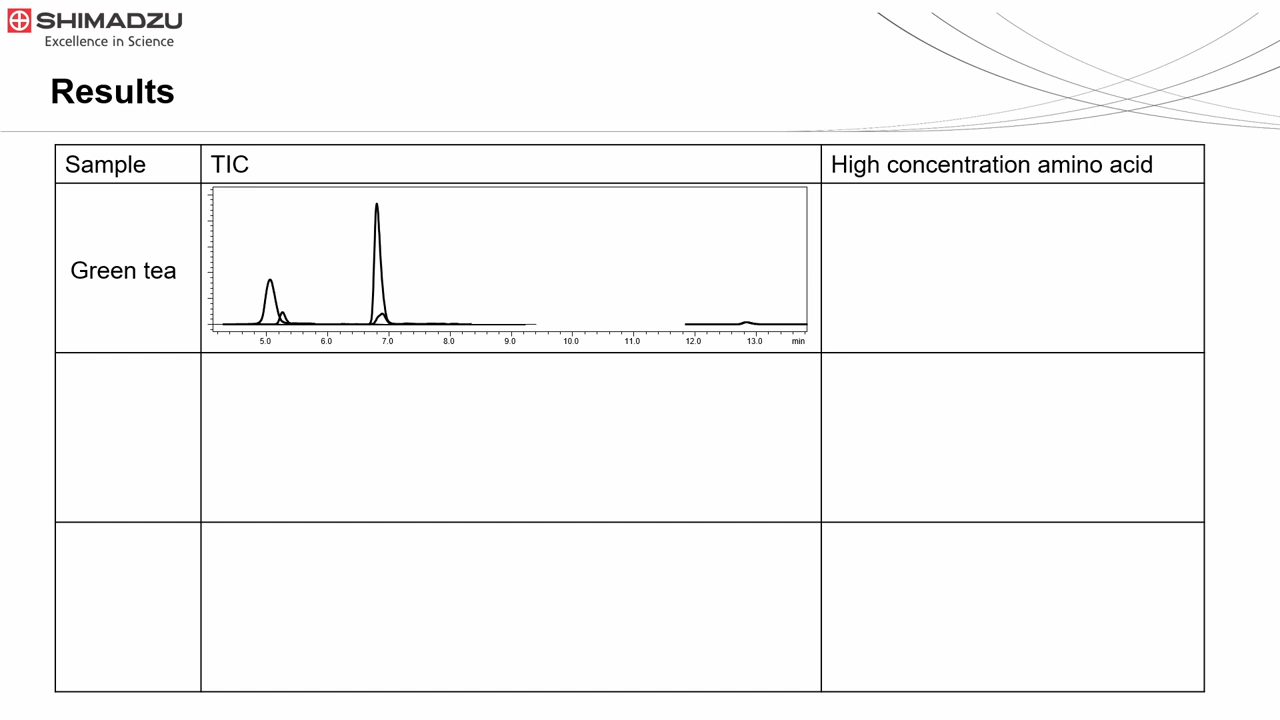 SHIMADZU
Excellence in Science
Results
Sample TIC High concentration amino acid
Green tea
5.0 6.0 7.0 8.0 9.0 10.0 11.0 12.0 13.0 min